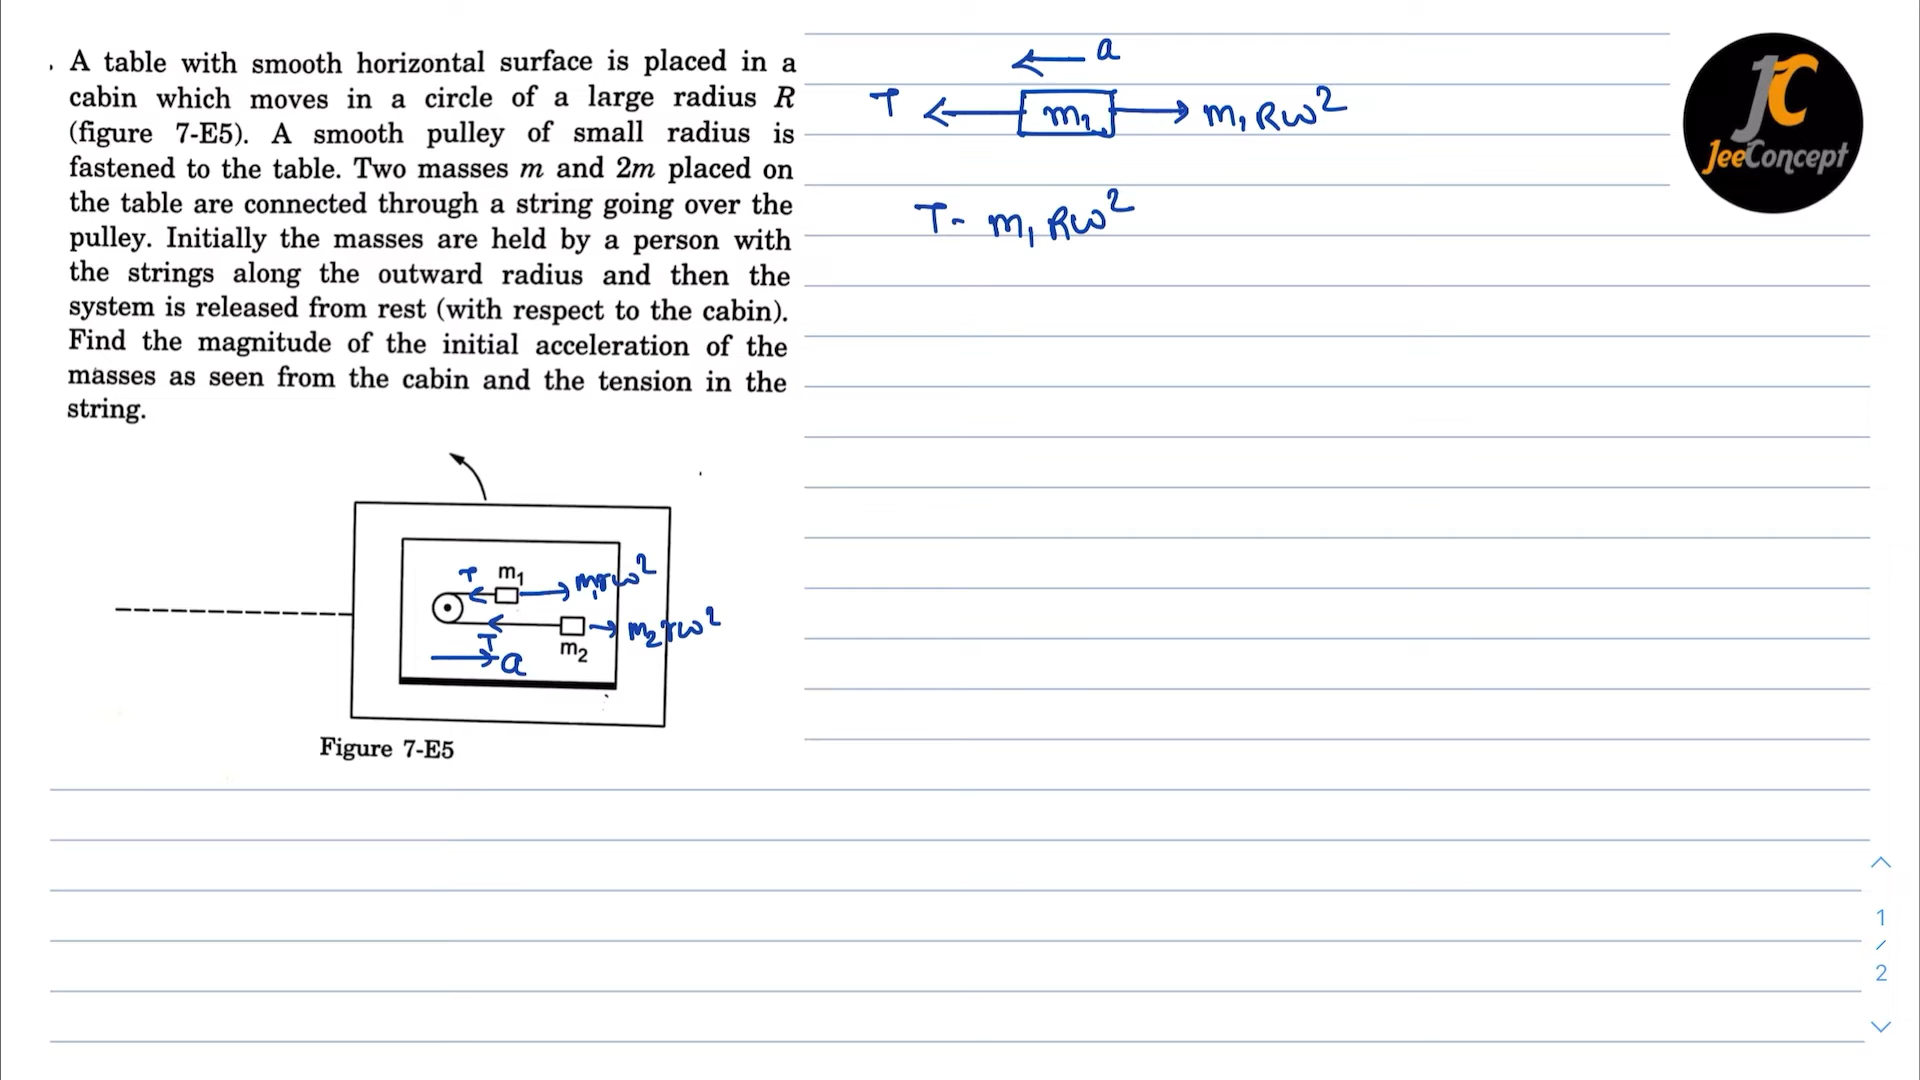 A table with smooth horizontal surface is placed in a
cabin which moves in a circle of a large radius R
(figure 7-E5). A smooth pulley of small radius is
fastened to the table. Two masses m and 2m placed on
the table are connected through a string going over the
pulley. Initially the masses are held by a person with
the strings along the outward radius and then the
system is released from rest (with respect to the cabin).
Find the magnitude of the initial acceleration of the
masses as seen from the cabin and the tension in the
string.
T m₁ m₁rω²
T m₂ m₂rω²
a
Figure 7-E5
a
T m₁ m₁Rω²
T- m₁Rω²
JC
JeeConcept
1
/
2